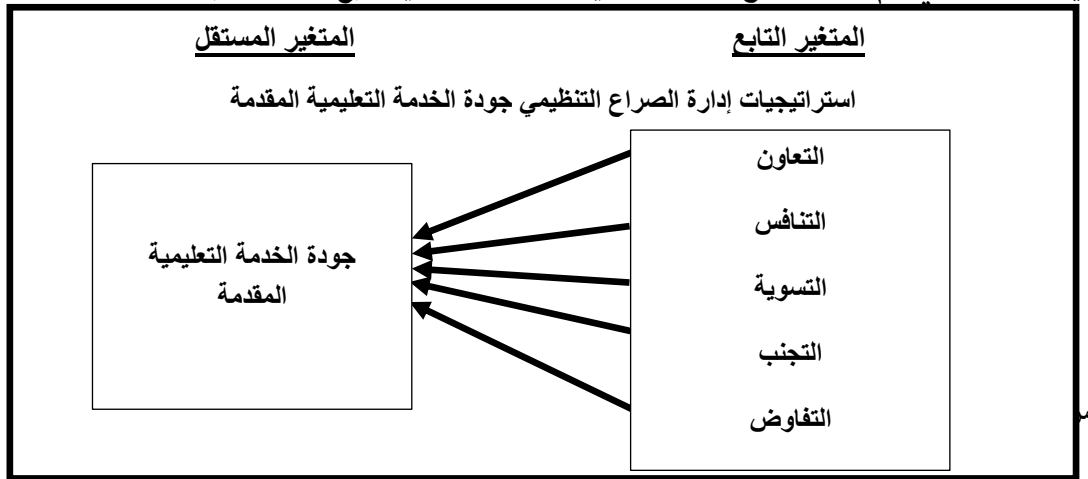 المتغير التابع
المتغير المستقل
استراتيجيات إدارة الصراع التنظيمي جودة الخدمة التعليمية المقدمة
التعاون
التنافس
التسوية
التجنب
التفاوض
جودة الخدمة التعليمية
المقدمة